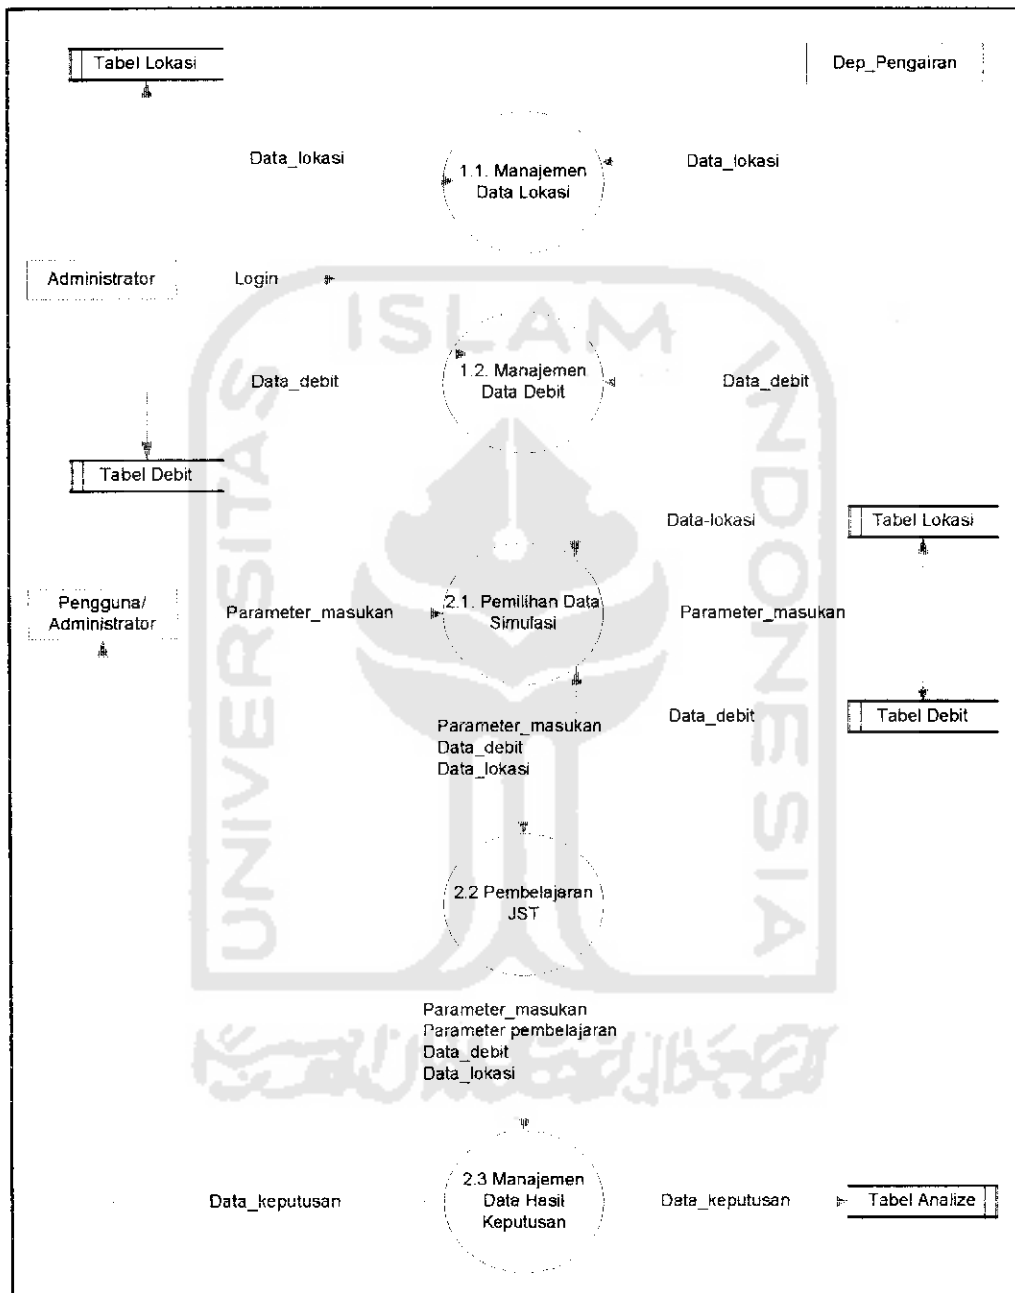 Tabel Lokasi
Dep_Pengairan
Data_lokasi
1.1. Manajemen
Data Lokasi
Data_lokasi
Administrator
Login
Data_debit
1.2. Manajemen
Data Debit
Data_debit
Tabel Debit
Data-lokasi
Tabel Lokasi
Pengguna/
Administrator
Parameter_masukan
2.1. Pemilihan Data
Simulasi
Parameter_masukan
Data_debit
Tabel Debit
Parameter_masukan
Data_debit
Data_lokasi
2.2 Pembelajaran
JST
Parameter_masukan
Parameter pembelajaran
Data_debit
Data_lokasi
Data_keputusan
2.3 Manajemen
Data Hasil
Keputusan
Data_keputusan
Tabel Analize
UNIVERSITAS
ISLAM
INDONESIA